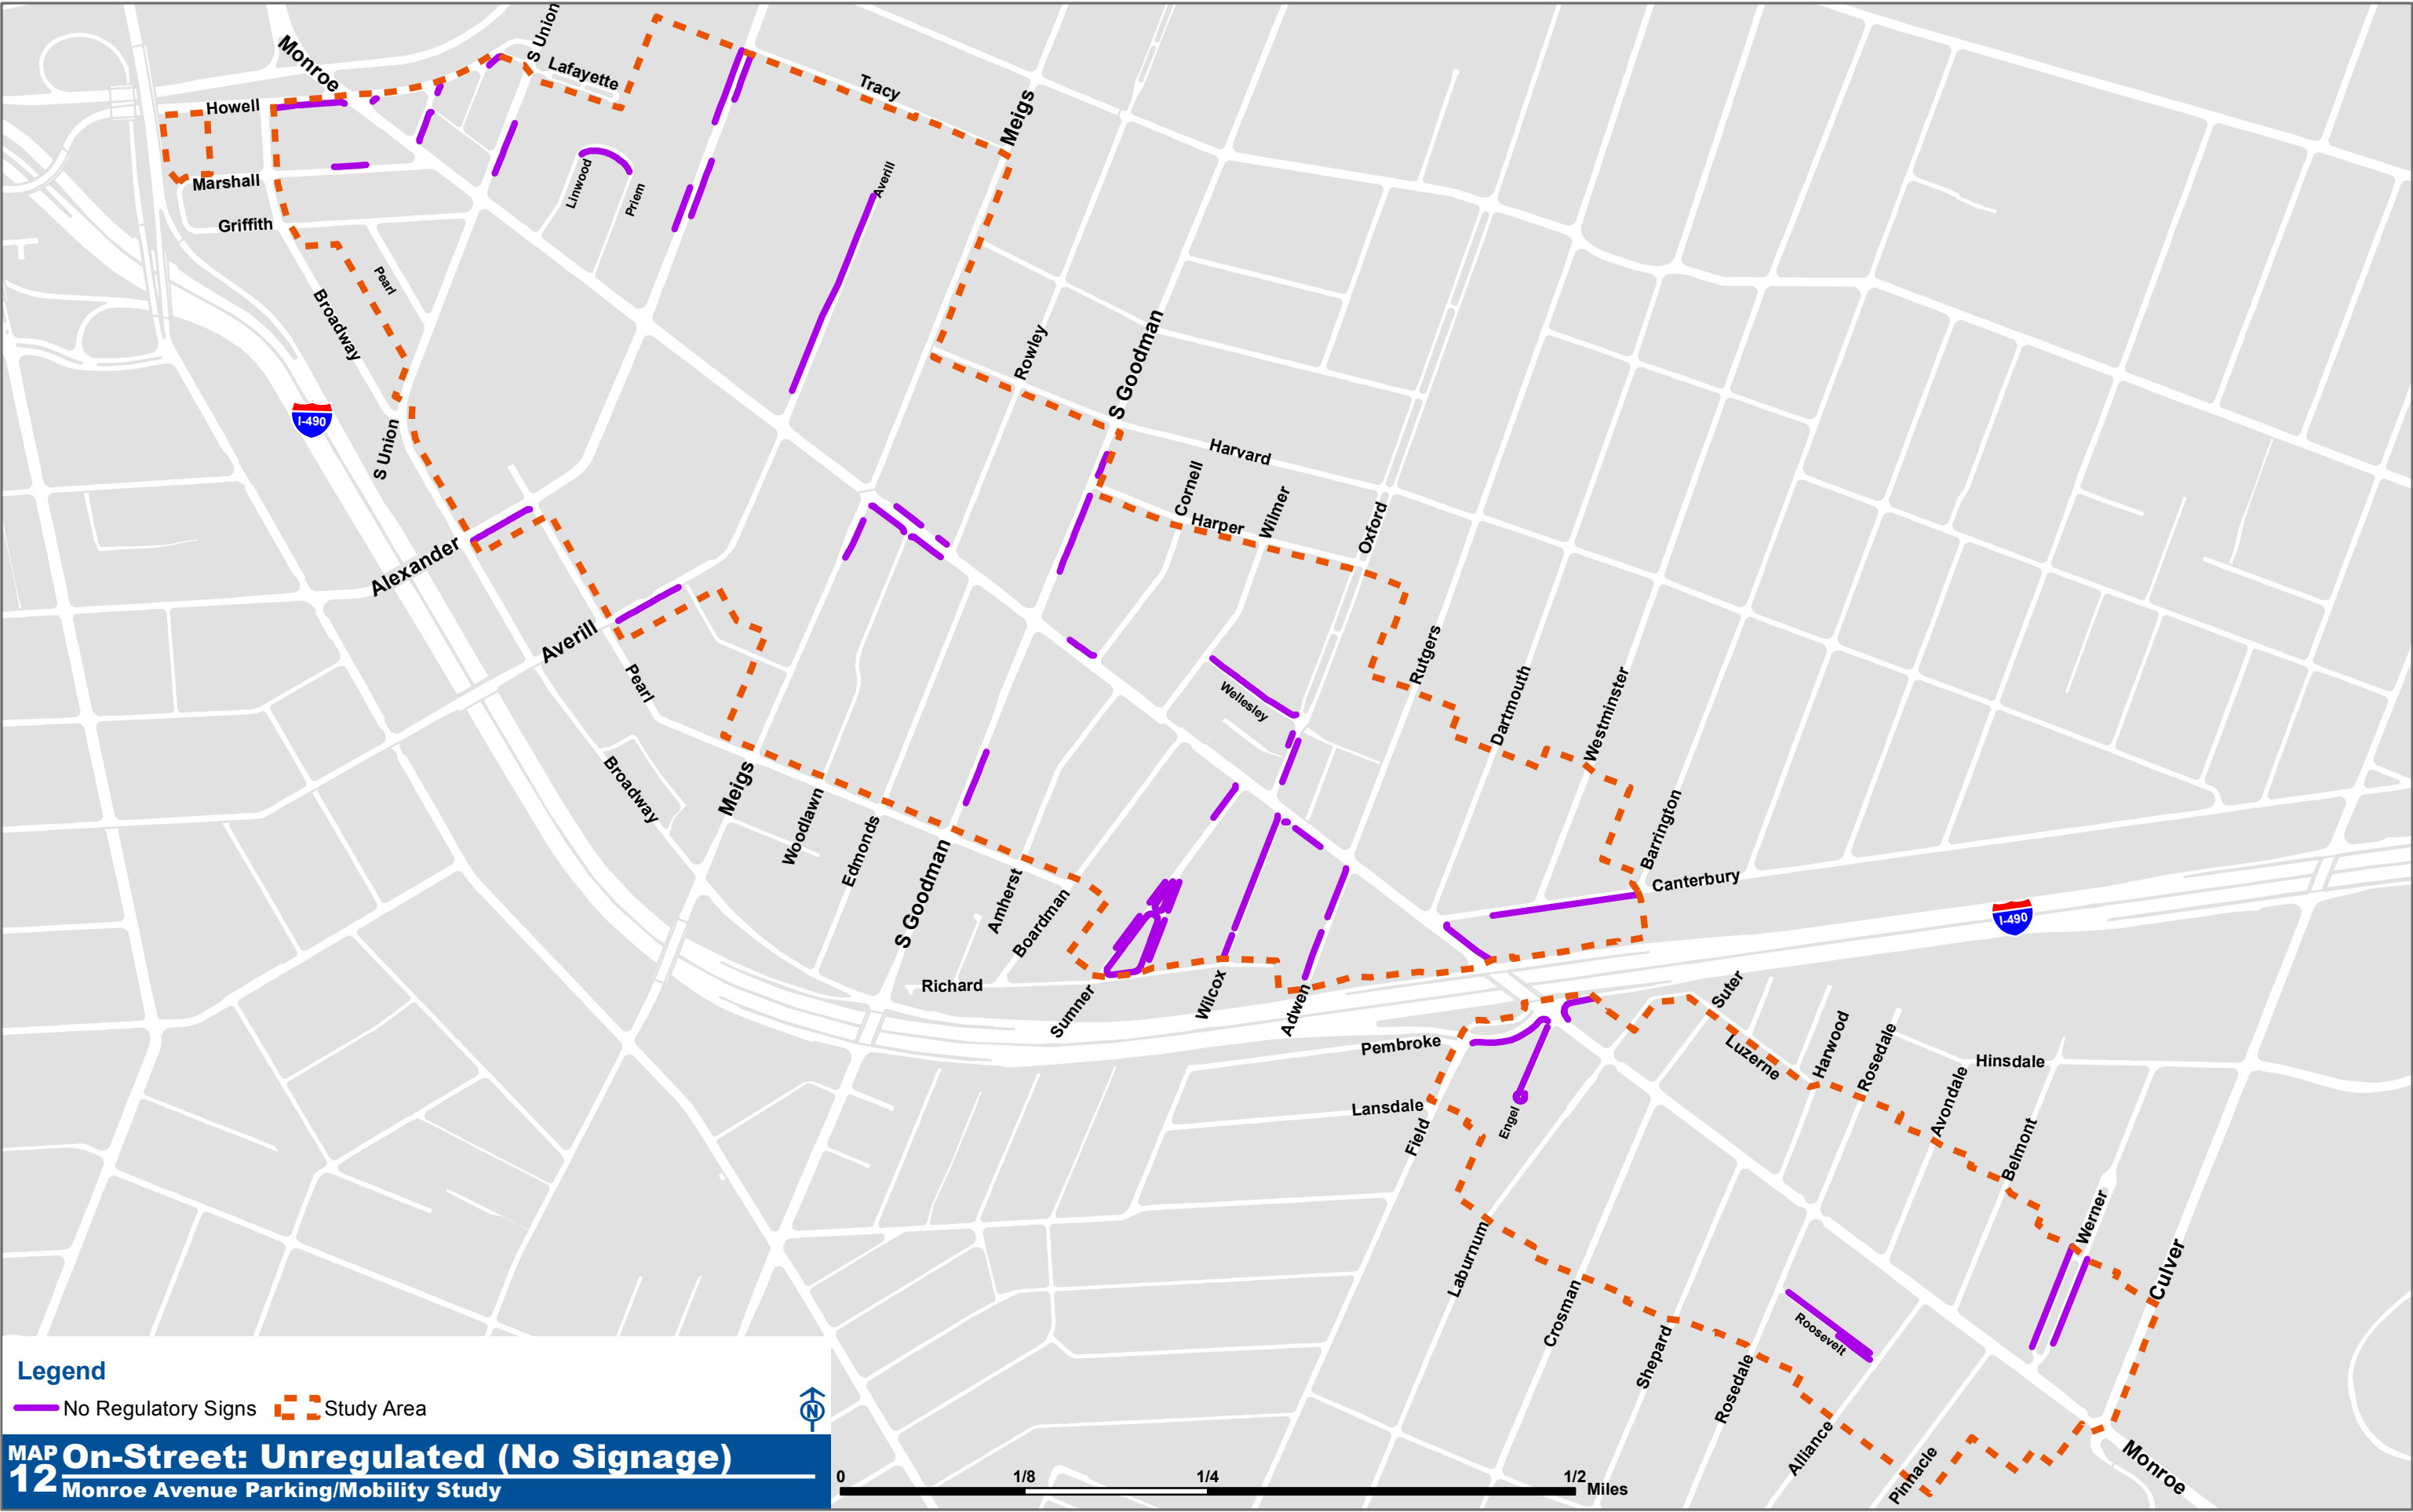 S Union
Monroe
Lafayette
Tracy
Howell
Meigs
Marshall
Linwood
Priem
Averill
Griffith
Pearl
Broadway
Rowley
S Goodman
I-490
S Union
Harvard
Cornell
Wilmer
Harper
Oxford
Alexander
Averill
Pearl
Rutgers
Dartmouth
Westminster
Wellesley
Broadway
Meigs
Woodlawn
Edmonds
Barrington
Canterbury
S Goodman
Amherst
Boardman
I-490
Richard
Sumner
Wilcox
Adwen
Suter
Pembroke
Luzerne
Harwood
Rosedale
Hinsdale
Avondale
Lansdale
Field
Engel
Belmont
Werner
Laburnum
Culver
Crosman
Shepard
Rosedale
Roosevelt
Alliance
Pinnacle
Monroe
Legend
No Regulatory Signs
Study Area
N
MAP
12
On-Street: Unregulated (No Signage)
Monroe Avenue Parking/Mobility Study
0 1/8 1/4 1/2
Miles